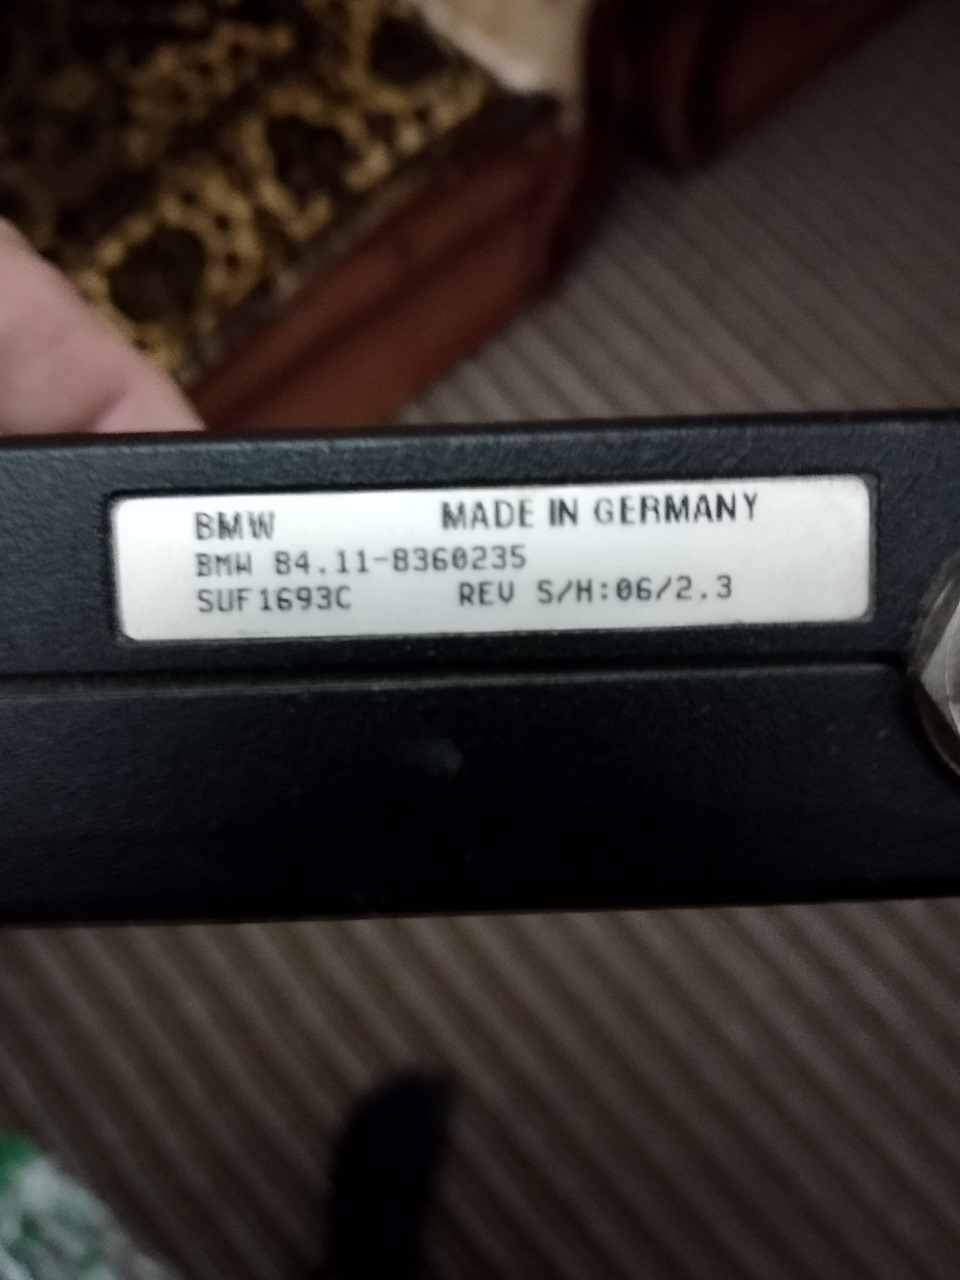 BMW MADE IN GERMANY
BMW 84.11-8360235
SUF1693C REV S/H:06/2.3